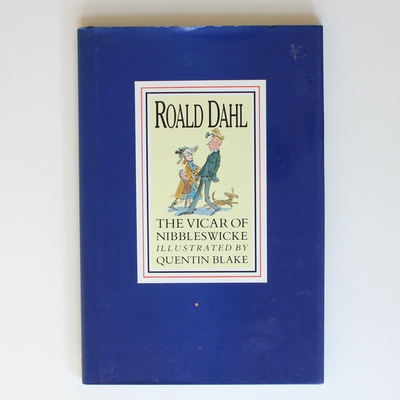 ROALD DAHL
THE VICAR OF
NIBBLESWICKE
ILLUSTRATED BY
QUENTIN BLAKE